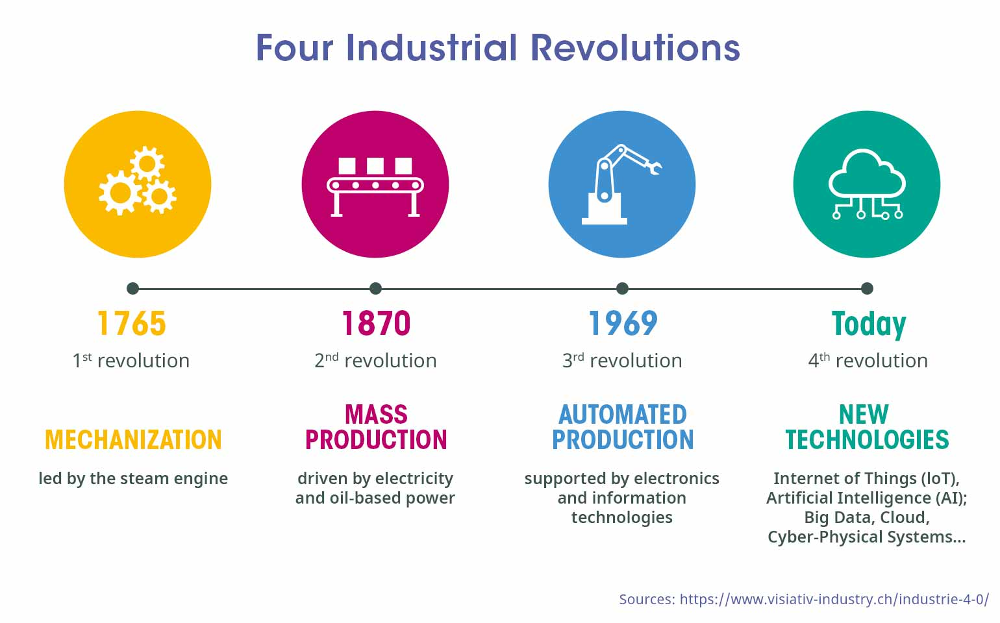 Four Industrial Revolutions
1765
1st revolution
MECHANIZATION
led by the steam engine
1870
2nd revolution
MASS
PRODUCTION
driven by electricity
and oil-based power
1969
3rd revolution
AUTOMATED
PRODUCTION
supported by electronics
and information
technologies
Today
4th revolution
NEW
TECHNOLOGIES
Internet of Things (loT),
Artificial Intelligence (AI);
Big Data, Cloud,
Cyber-Physical Systems...
Sources: https://www.visiativ-industry.ch/industrie-4-0/